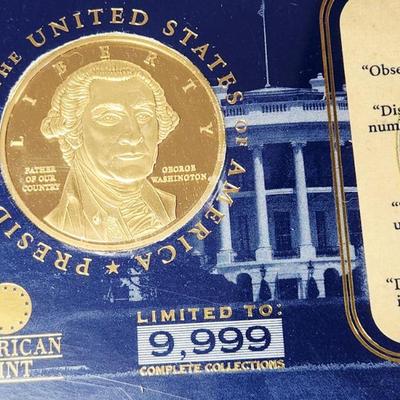 THE UNITED STATES OF AMERICA ★ PRESID
LIBERTY
FATHER
OF OUR
COUNTRY
GEORGE
WASHINGTON
"Obse
"Dis
num
"
u
"I
i
LIMITED TO:
9,999
COMPLETE COLLECTIONS
ERICAN
INT